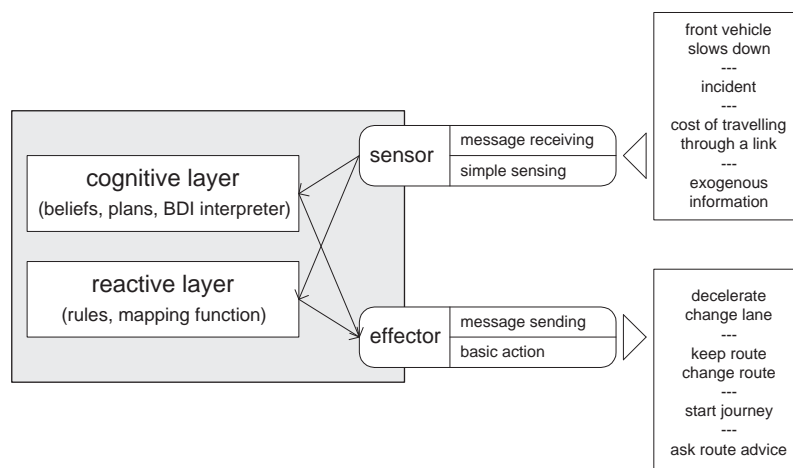 front vehicle
slows down
---
incident
---
cost of travelling
through a link
---
exogenous
information
sensor
message receiving
simple sensing
cognitive layer
(beliefs, plans, BDI interpreter)
reactive layer
(rules, mapping function)
effector
message sending
basic action
decelerate
change lane
---
keep route
change route
---
start journey
---
ask route advice